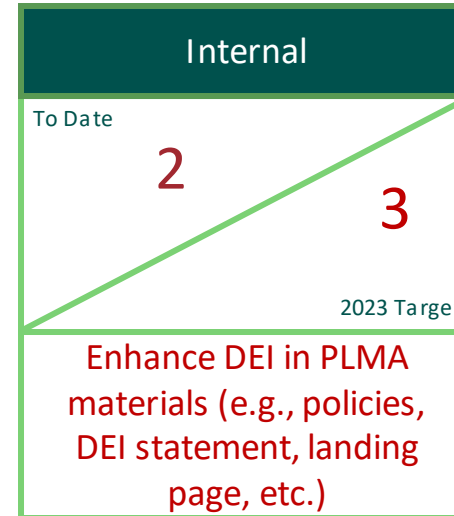 Internal
To Date
2
3
2023 Targe
Enhance DEI in PLMA
materials (e.g., policies,
DEI statement, landing
page, etc.)